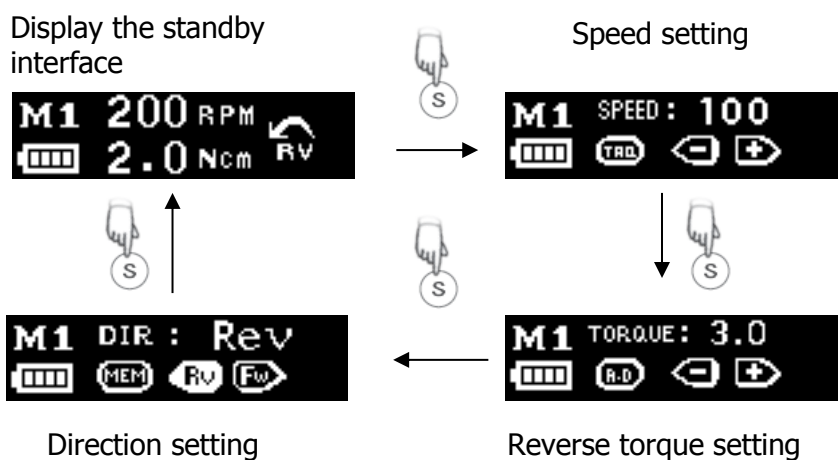 Display the standby
interface
S
Speed setting
M1 200 RPM
2.0 Ncm RV
M1 SPEED: 100
TRQ - +
S
S
S
M1 DIR : Rev
MEM Rv Fw
M1 TORQUE: 3.0
R.D - +
Direction setting
Reverse torque setting